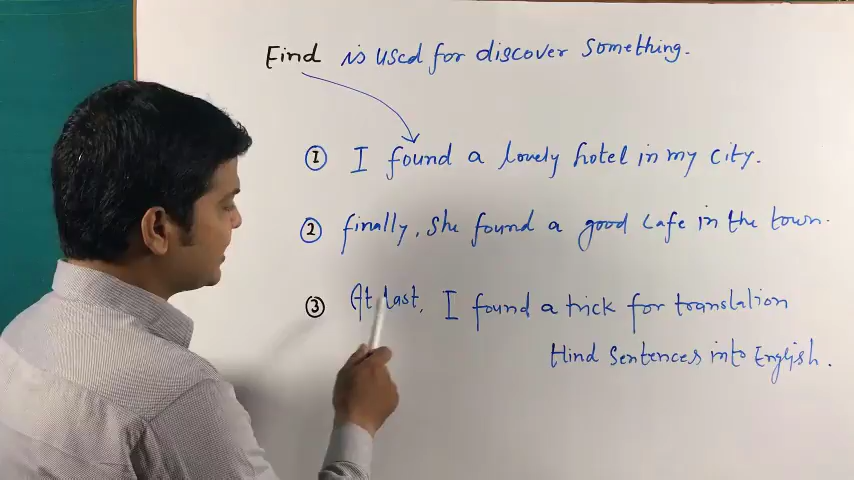 Find is used for discover something.
① I found a lovely hotel in my city.
② finally, she found a good cafe in the town.
③ At last, I found a trick for translation
Hind sentences into English.